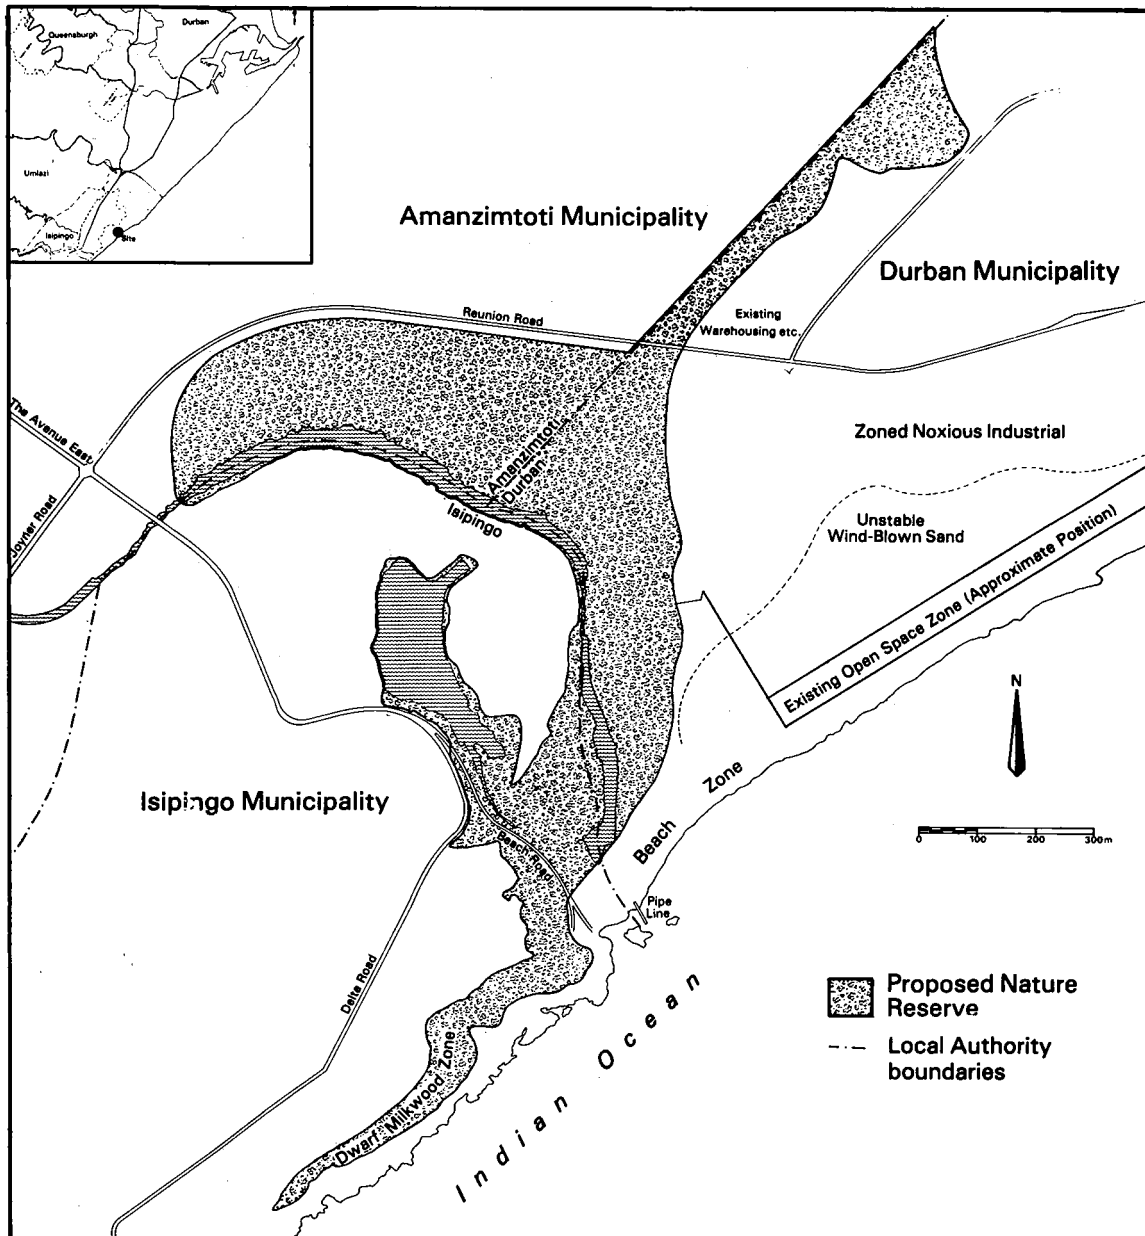 Queensburgh
Durban
Umlazi
Isipingo
Site
Amanzimtoti Municipality
Durban Municipality
Reunion Road
Existing
Warehousing etc.
The Avenue East
Joyner Road
Amanzimtoti
Durban
Isipingo
Zoned Noxious Industrial
Unstable
Wind-Blown Sand
Existing Open Space Zone (Approximate Position)
N
0 100 200 300m
Isipingo Municipality
Beach Road
Beach Zone
Pipe
Line
Delta Road
Dwarf Milkwood Zone
Indian Ocean
Proposed Nature
Reserve
Local Authority
boundaries